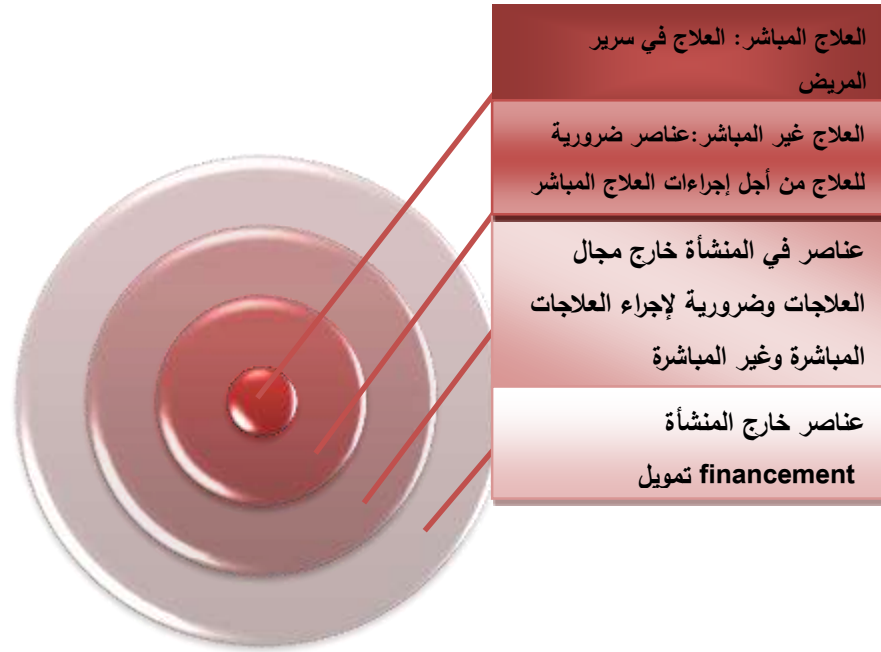 العلاج المباشر: العلاج في سرير
المريض
العلاج غير المباشر:عناصر ضرورية
للعلاج من أجل إجراءات العلاج المباشر
عناصر في المنشأة خارج مجال
العلاجات وضرورية لإجراء العلاجات
المباشرة وغير المباشرة
عناصر خارج المنشأة
تمويل financement